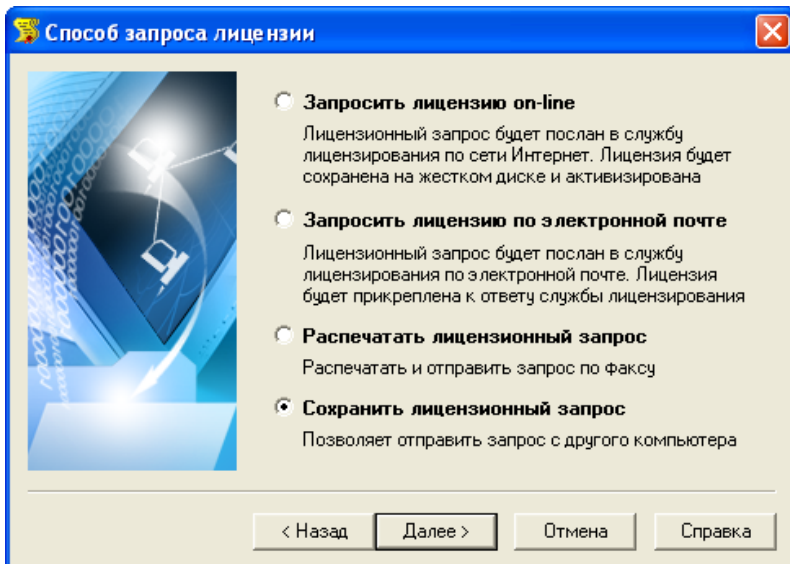 Способ запроса лицензии
Запросить лицензию on-line
Лицензионный запрос будет послан в службу
лицензирования по сети Интернет. Лицензия будет
сохранена на жестком диске и активизирована
Запросить лицензию по электронной почте
Лицензионный запрос будет послан в службу
лицензирования по электронной почте. Лицензия
будет прикреплена к ответу службы лицензирования
Распечатать лицензионный запрос
Распечатать и отправить запрос по факсу
Сохранить лицензионный запрос
Позволяет отправить запрос с другого компьютера
< Назад Далее > Отмена Справка